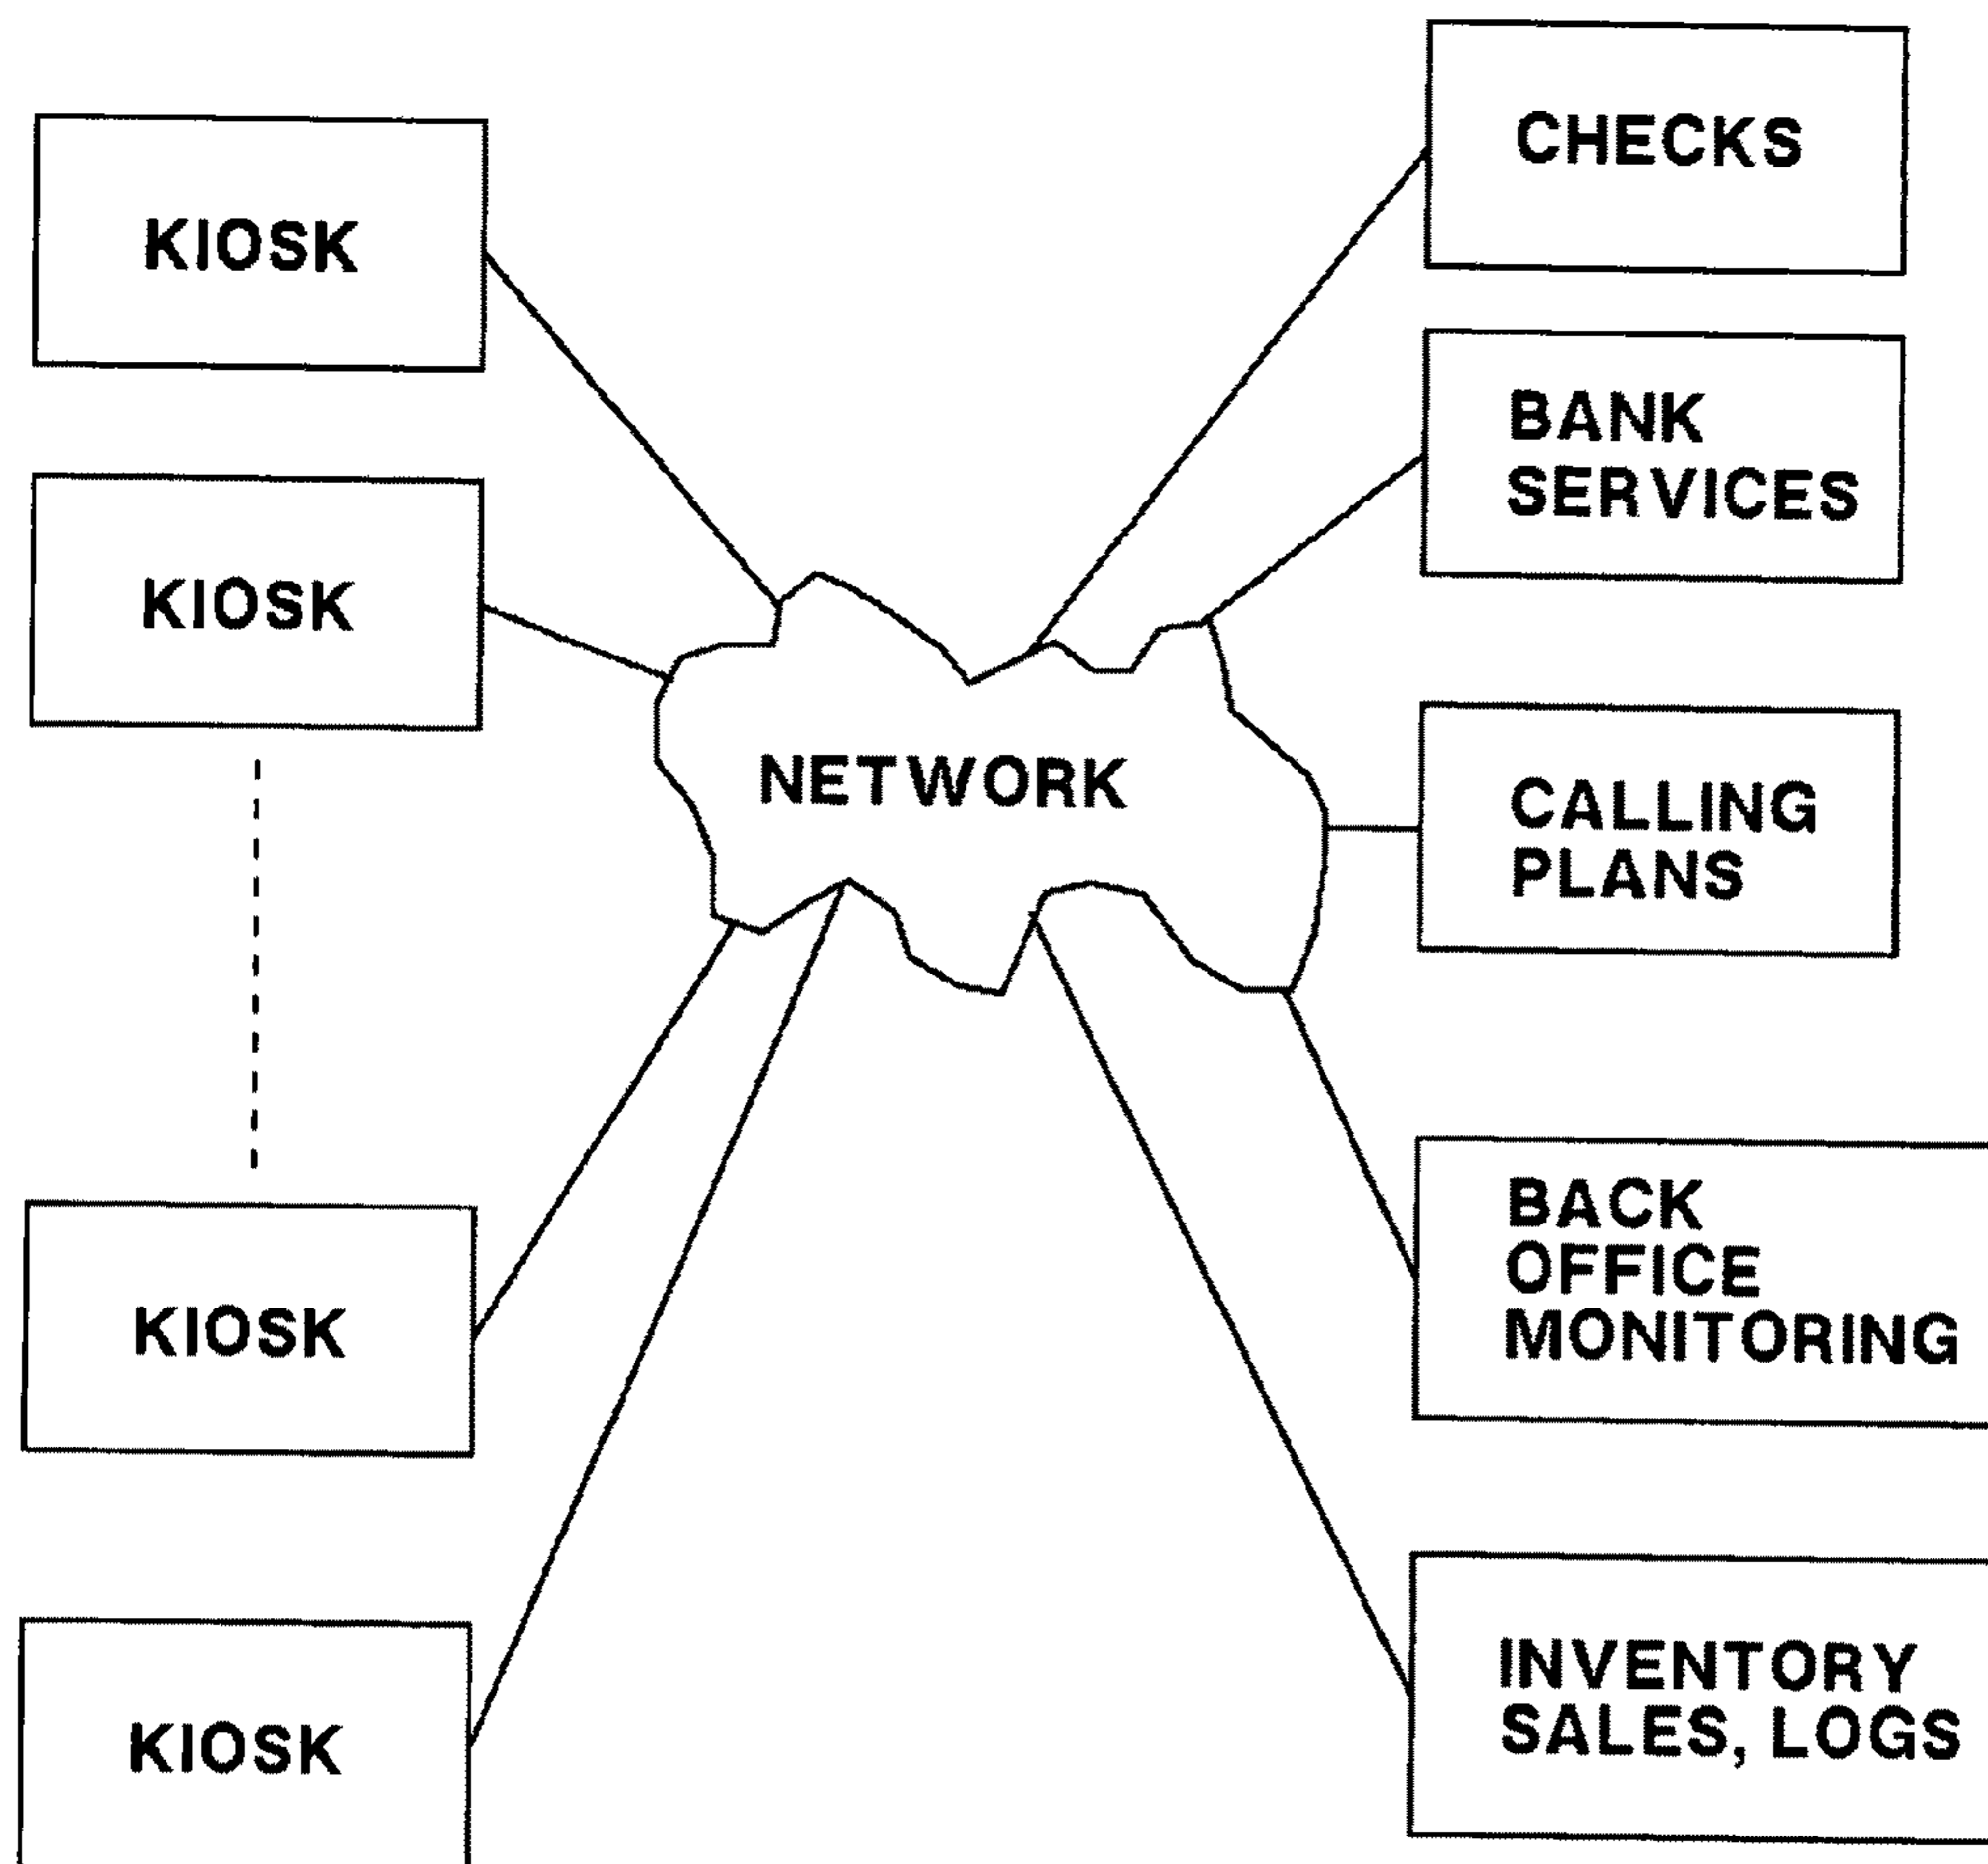 KIOSK
KIOSK
KIOSK
KIOSK
NETWORK
CHECKS
BANK
SERVICES
CALLING
PLANS
BACK
OFFICE
MONITORING
INVENTORY
SALES, LOGS